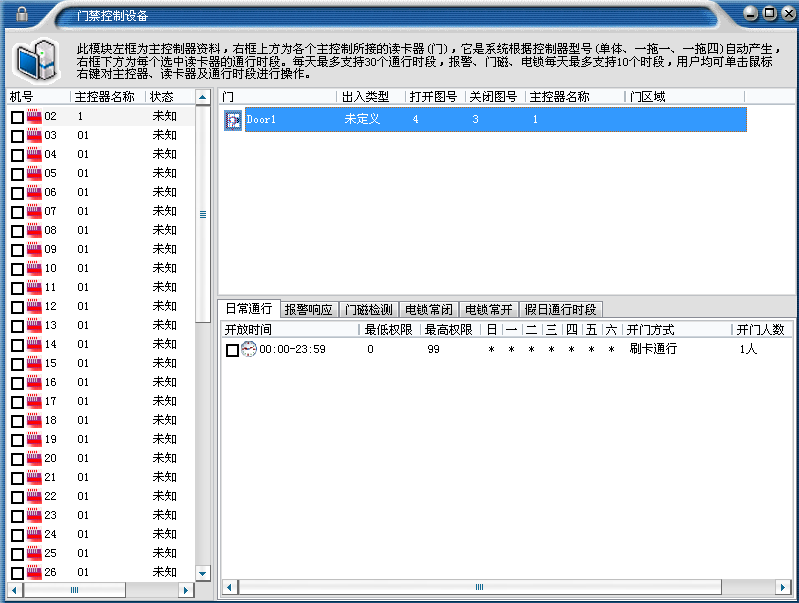 门禁控制设备
此模块左框为主控制器资料，右框上方为各个主控制所接的读卡器(门)，它是系统根据控制器型号(单体、一拖一、一拖四)自动产生，
右框下方为每个选中读卡器的通行时段。每天最多支持30个通行时段，报警、门磁、电锁每天最多支持10个时段，用户均可单击鼠标
右键对主控器、读卡器及通行时段进行操作。
机号 主控器名称 状态
02 1 未知
03 01 未知
04 01 未知
05 01 未知
06 01 未知
07 01 未知
08 01 未知
09 01 未知
10 01 未知
11 01 未知
12 01 未知
13 01 未知
14 01 未知
15 01 未知
16 01 未知
17 01 未知
18 01 未知
19 01 未知
20 01 未知
21 01 未知
22 01 未知
23 01 未知
24 01 未知
25 01 未知
26 01 未知
门 出入类型 打开图号 关闭图号 主控器名称 门区域
Door1 未定义 4 3 1
日常通行 报警响应 门磁检测 电锁常闭 电锁常开 假日通行时段
开放时间 最低权限 最高权限 日 一 二 三 四 五 六 开门方式 开门人数
00:00-23:59 0 99 * * * * * * * 刷卡通行 1人